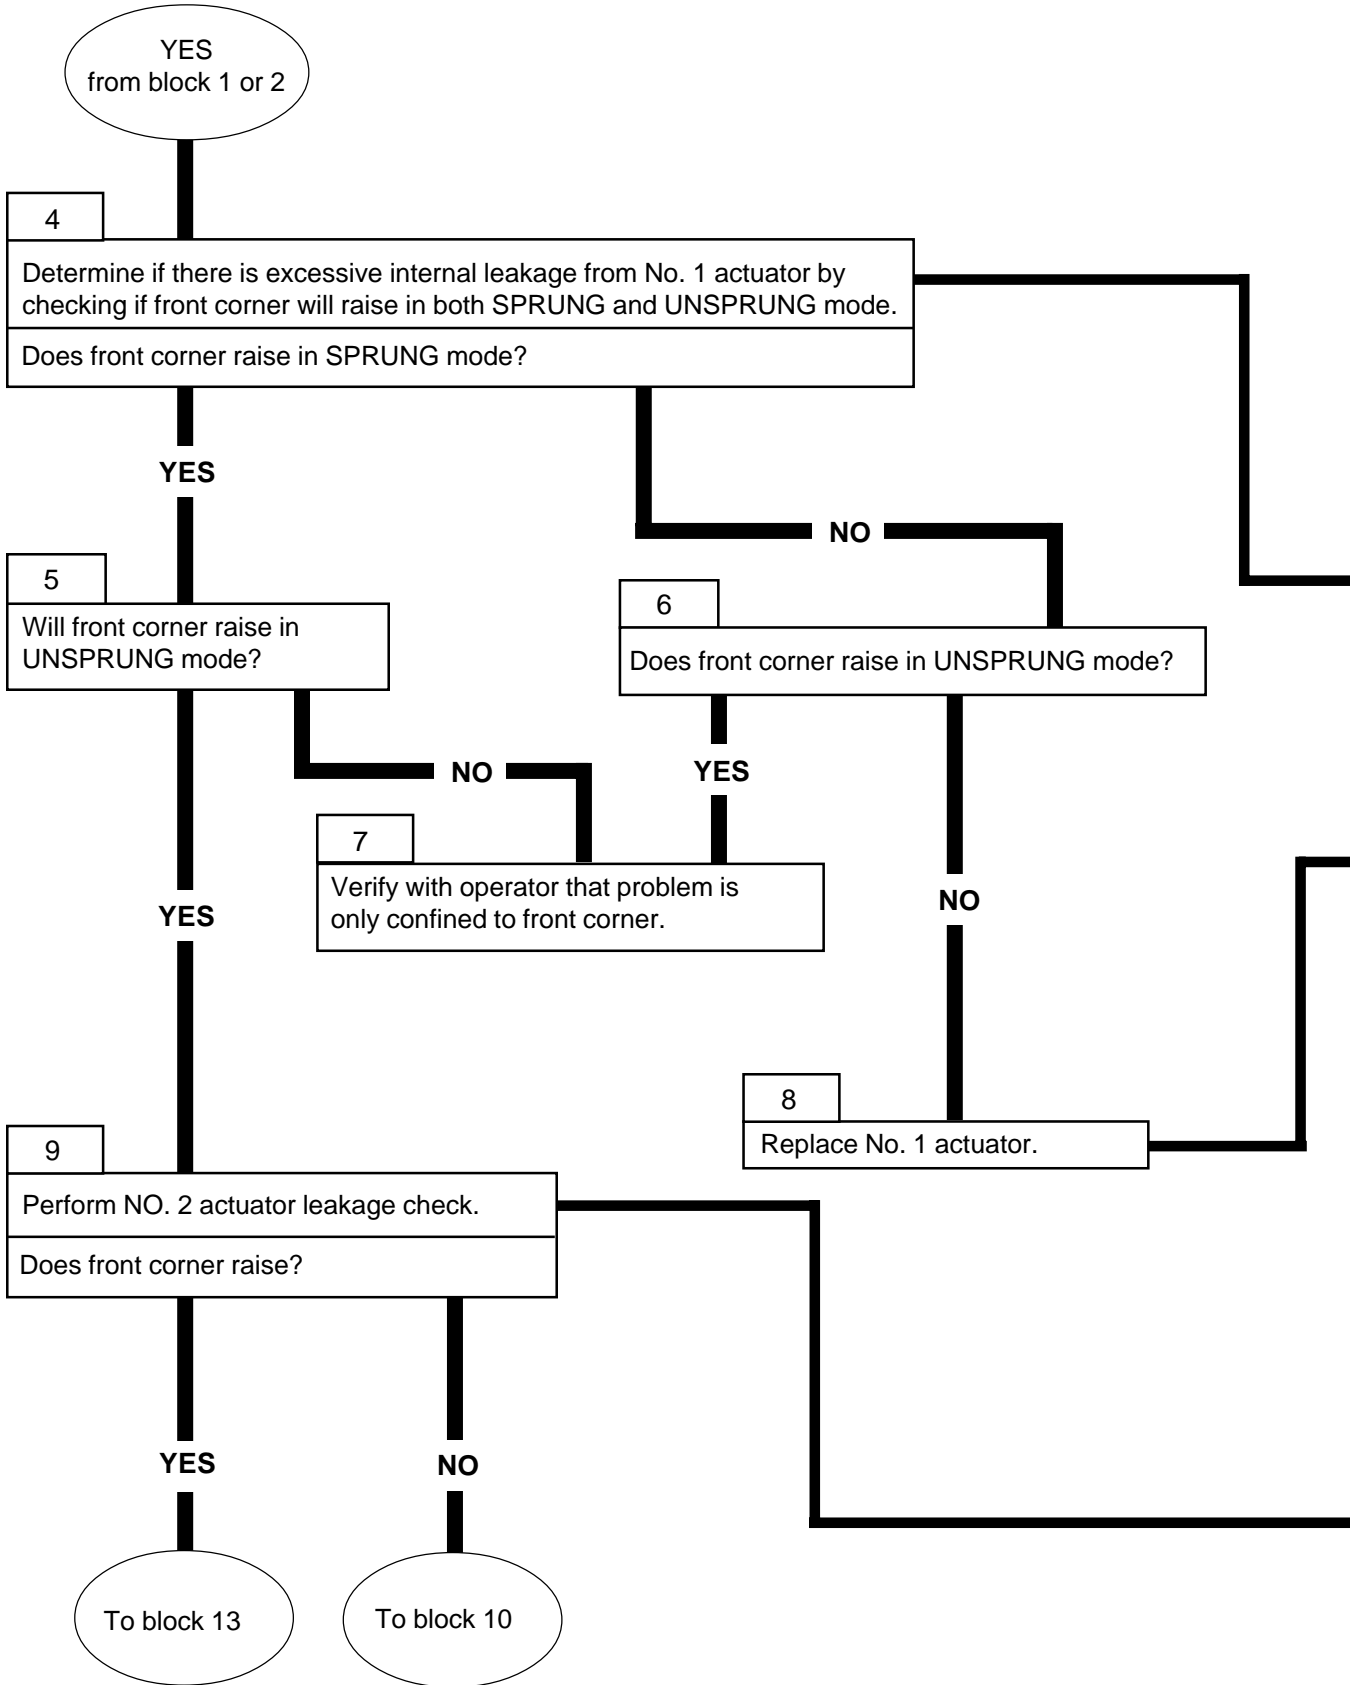 YES
from block 1 or 2
4
Determine if there is excessive internal leakage from No. 1 actuator by
checking if front corner will raise in both SPRUNG and UNSPRUNG mode.
Does front corner raise in SPRUNG mode?
YES
NO
5
Will front corner raise in
UNSPRUNG mode?
6
Does front corner raise in UNSPRUNG mode?
NO
YES
7
Verify with operator that problem is
only confined to front corner.
YES
NO
8
Replace No. 1 actuator.
9
Perform NO. 2 actuator leakage check.
Does front corner raise?
YES
NO
To block 13
To block 10